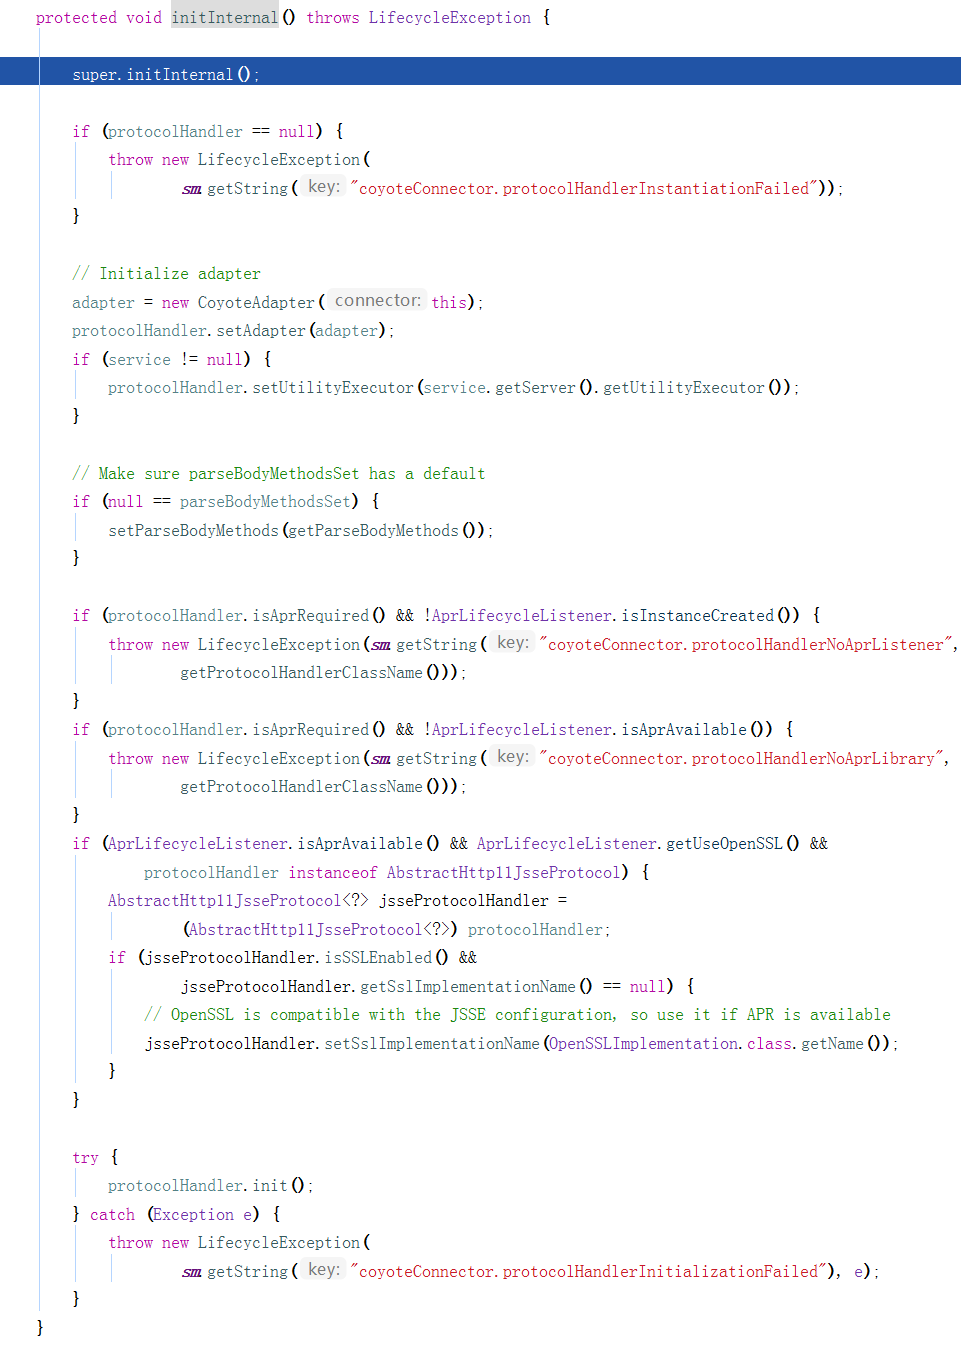 protected void initInternal() throws LifecycleException {
super.initInternal();
if (protocolHandler == null) {
throw new LifecycleException(
sm.getString( key: "coyoteConnector.protocolHandlerInstantiationFailed"));
}
// Initialize adapter
adapter = new CoyoteAdapter( connector: this);
protocolHandler.setAdapter(adapter);
if (service != null) {
protocolHandler.setUtilityExecutor(service.getServer().getUtilityExecutor());
}
// Make sure parseBodyMethodsSet has a default
if (null == parseBodyMethodsSet) {
setParseBodyMethods(getParseBodyMethods());
}
if (protocolHandler.isAprRequired() && !AprLifecycleListener.isInstanceCreated()) {
throw new LifecycleException(sm.getString( key: "coyoteConnector.protocolHandlerNoAprListener",
getProtocolHandlerClassName()));
}
if (protocolHandler.isAprRequired() && !AprLifecycleListener.isAprAvailable()) {
throw new LifecycleException(sm.getString( key: "coyoteConnector.protocolHandlerNoAprLibrary",
getProtocolHandlerClassName()));
}
if (AprLifecycleListener.isAprAvailable() && AprLifecycleListener.getUseOpenSSL() &&
protocolHandler instanceof AbstractHttp11JsseProtocol) {
AbstractHttp11JsseProtocol<?> jsseProtocolHandler =
(AbstractHttp11JsseProtocol<?>) protocolHandler;
if (jsseProtocolHandler.isSSLEnabled() &&
jsseProtocolHandler.getSslImplementationName() == null) {
// OpenSSL is compatible with the JSSE configuration, so use it if APR is available
jsseProtocolHandler.setSslImplementationName(OpenSSLImplementation.class.getName());
}
}
try {
protocolHandler.init();
} catch (Exception e) {
throw new LifecycleException(
sm.getString( key: "coyoteConnector.protocolHandlerInitializationFailed"), e);
}
}